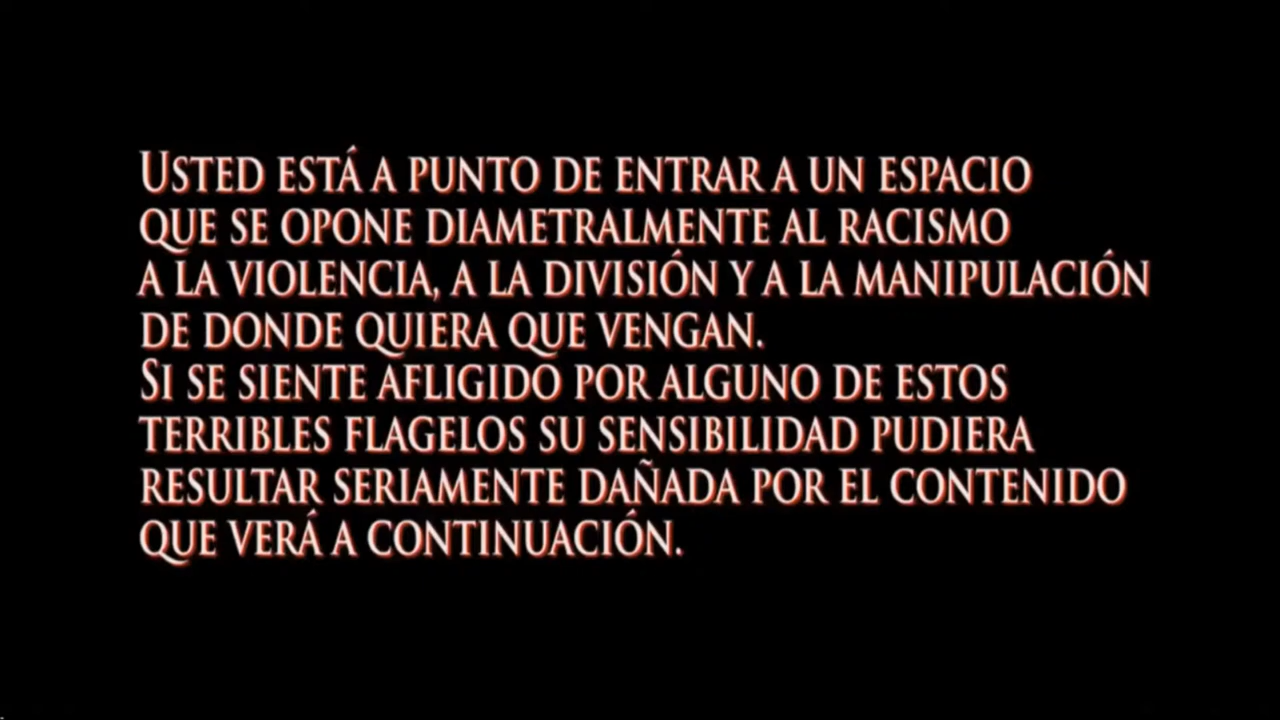 Usted está a punto de entrar a un espacio
que se opone diametralmente al racismo
a la violencia, a la división y a la manipulación
de donde quiera que vengan.
Si se siente afligido por alguno de estos
terribles flagelos su sensibilidad pudiera
resultar seriamente dañada por el contenido
que verá a continuación.